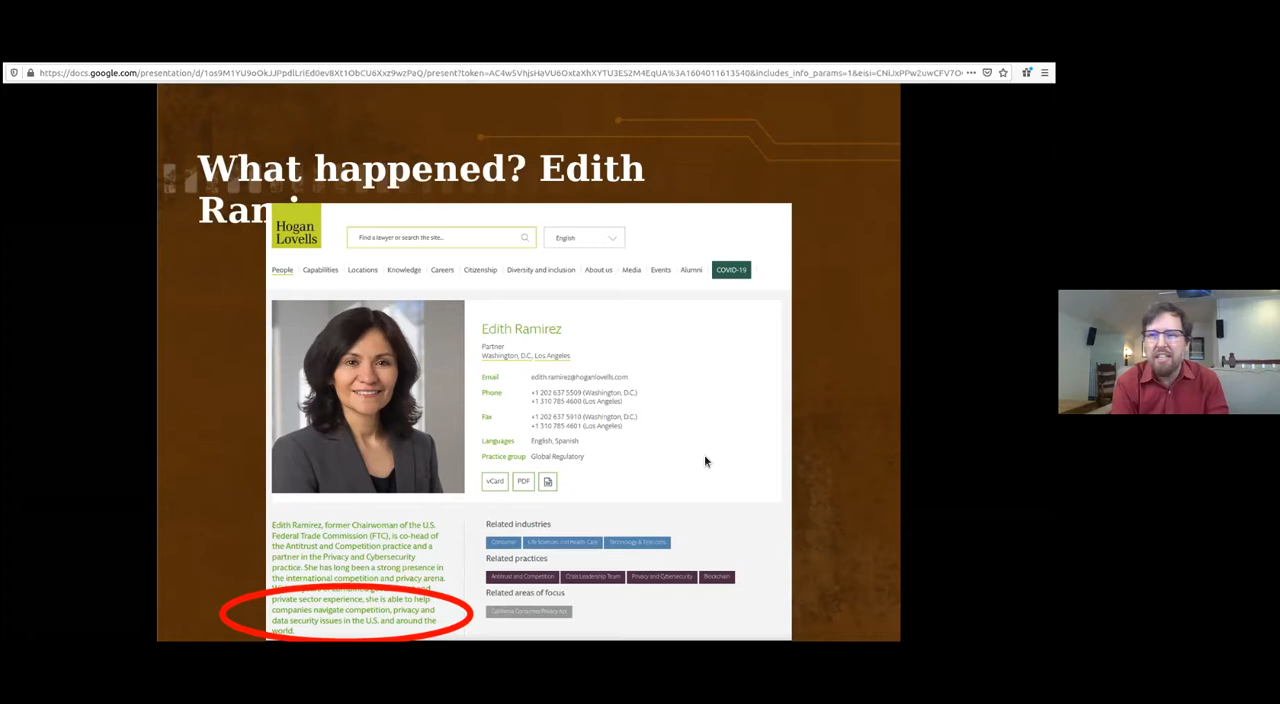 What happened? Edith
Hogan
Lovells
Find a lawyer or search the site...
English
People Capabilities Locations Knowledge Careers Citizenship Diversity and inclusion About us Media Events Alumni COVID-19
Edith Ramirez
Partner
Washington, D.C., Los Angeles
Email edith.ramirez@hoganlovells.com
Phone +1 202 637 5509 (Washington, D.C.)
+1 310 785 4600 (Los Angeles)
Fax +1 202 637 5910 (Washington, D.C.)
+1 310 785 4601 (Los Angeles)
Languages English, Spanish
Practice group Global Regulatory
vCard PDF
Edith Ramirez, former Chairwoman of the U.S.
Federal Trade Commission (FTC), is co-head of
the Antitrust and Competition practice and a
partner in the Privacy and Cybersecurity
practice. She has long been a strong presence in
the international competition and privacy arena.
private sector experience, she is able to help
companies navigate competition, privacy and
data security issues in the U.S. and around the
world.
Related industries
Consumer Life Sciences and Health Care Technology & Telecoms
Related practices
Antitrust and Competition Crisis Leadership Team Privacy and Cybersecurity Blockchain
Related areas of focus
California Consumer Privacy Act